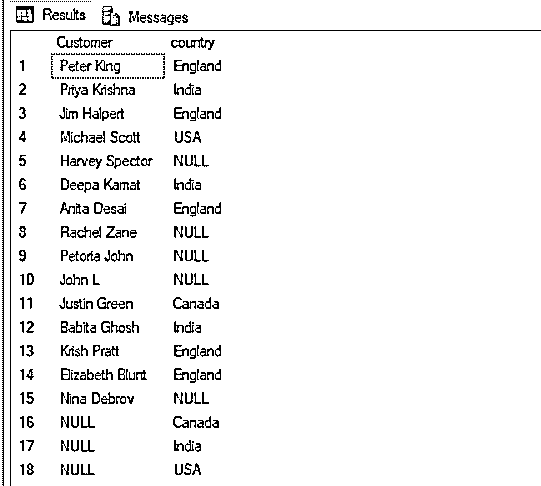 Results Messages
Customer country
1 Peter King England
2 Priya Krishna India
3 Jim Halpert England
4 Michael Scott USA
5 Harvey Spector NULL
6 Deepa Kamat India
7 Anita Desai England
8 Rachel Zane NULL
9 Petoria John NULL
10 John L NULL
11 Justin Green Canada
12 Babita Ghosh India
13 Krish Pratt England
14 Elizabeth Blunt England
15 Nina Debrov NULL
16 NULL Canada
17 NULL India
18 NULL USA